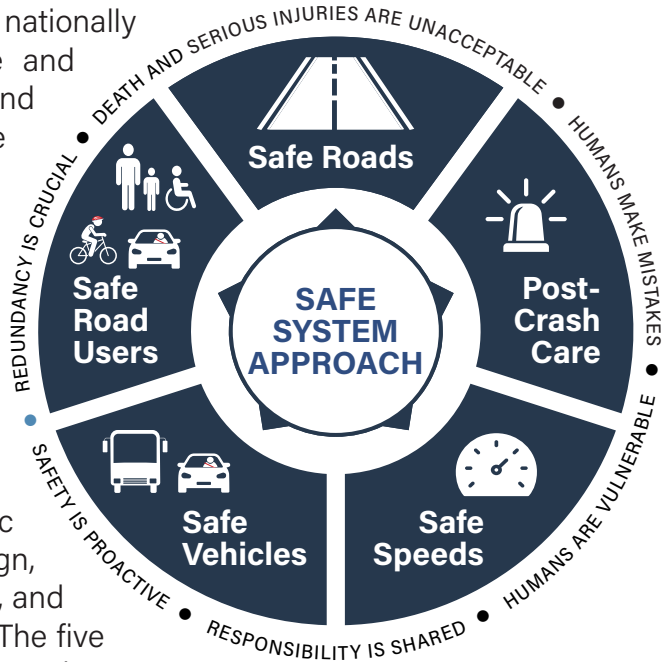 nationally
and
DEATH AND SERIOUS INJURIES ARE UNACCEPTABLE
HUMANS MAKE MISTAKES
HUMANS ARE VULNERABLE
RESPONSIBILITY IS SHARED
SAFETY IS PROACTIVE
REDUNDANCY IS CRUCIAL
Safe Roads
Post-
Crash
Care
Safe
Speeds
Safe
Vehicles
Safe
Road
Users
SAFE
SYSTEM
APPROACH
, and
The five